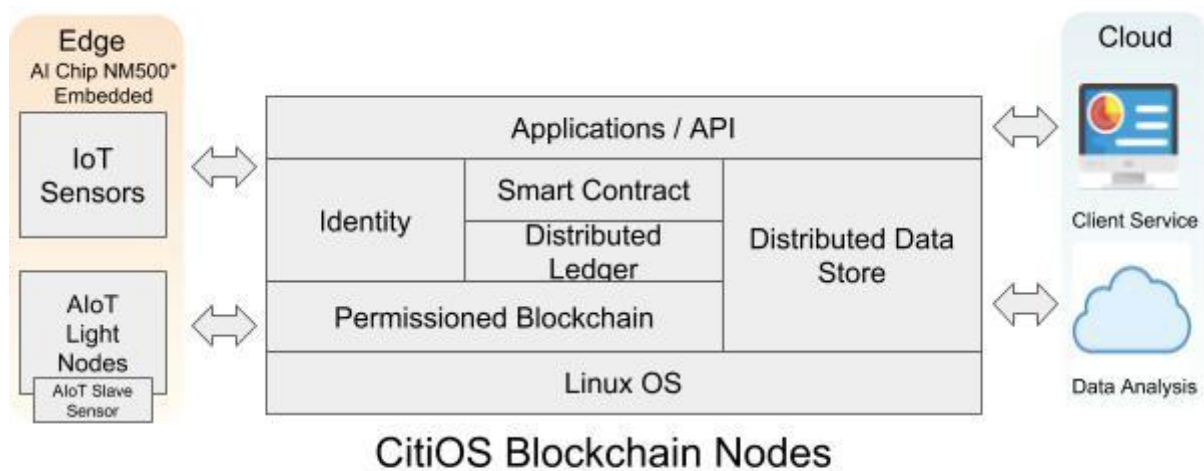 Edge
AI Chip NM500*
Embedded
IoT
Sensors
AIoT
Light
Nodes
AIoT Slave
Sensor
Applications / API
Identity
Smart Contract
Distributed
Ledger
Distributed Data
Store
Permissioned Blockchain
Linux OS
CitiOS Blockchain Nodes
Cloud
Client Service
Data Analysis